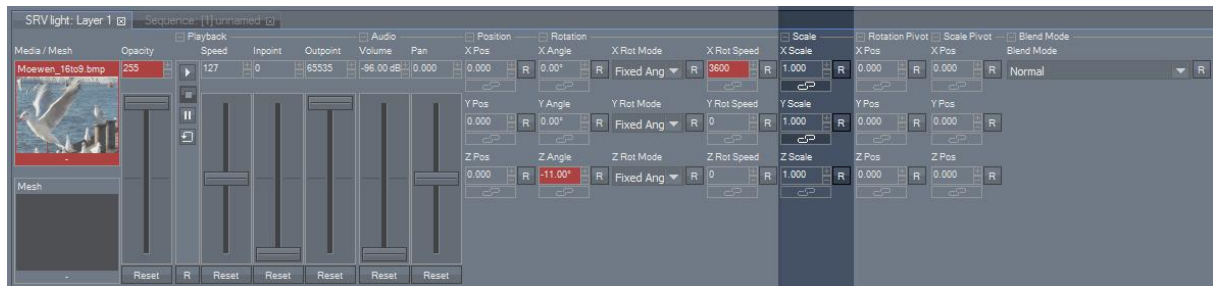 SRV light: Layer 1
Sequence: [1] unnamed
Playback Audio Position Rotation Scale Rotation Pivot Scale Pivot Blend Mode
Media / Mesh Opacity Speed Inpoint Outpoint Volume Pan X Pos X Angle X Rot Mode X Rot Speed X Scale X Pos X Pos Blend Mode
Moewen_16to9.bmp 255 127 0 65535 -96.00 dB 0.000 0.000 R 0.00° R Fixed Ang R 3600 R 1.000 R 0.000 R 0.000 R Normal R
Y Pos Y Angle Y Rot Mode Y Rot Speed Y Scale Y Pos Y Pos
0.000 R 0.00° R Fixed Ang R 0 R 1.000 R 0.000 R 0.000 R
-
Z Pos Z Angle Z Rot Mode Z Rot Speed Z Scale Z Pos Z Pos
0.000 R -11.00° R Fixed Ang R 0 R 1.000 R 0.000 R 0.000 R
Mesh
-
Reset R Reset Reset Reset Reset Reset